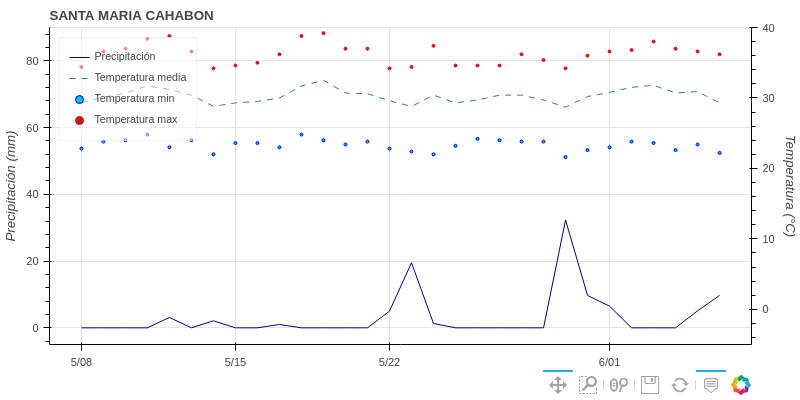 SANTA MARIA CAHABON
Precipitación
Temperatura media
Temperatura min
Temperatura max
80
60
40
20
0
Precipitación (mm)
40
30
20
10
0
Temperatura (°C)
5/08
5/15
5/22
6/01